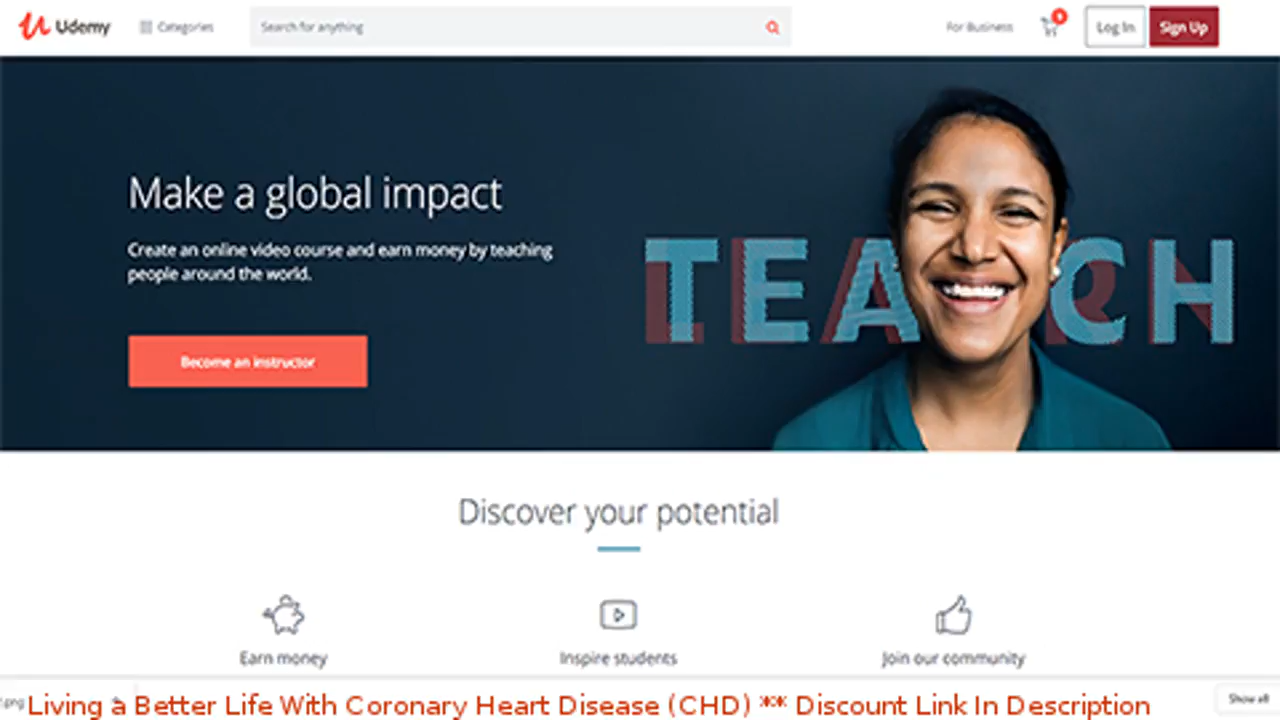 Udemy
Categories
Search for anything
For Business
Log In
Sign Up
Make a global impact
Create an online video course and earn money by teaching
people around the world.
TEACH
Become an instructor
Discover your potential
Earn money
Inspire students
Join our community
.png
Living a Better Life With Coronary Heart Disease (CHD) ** Discount Link In Description
Show all